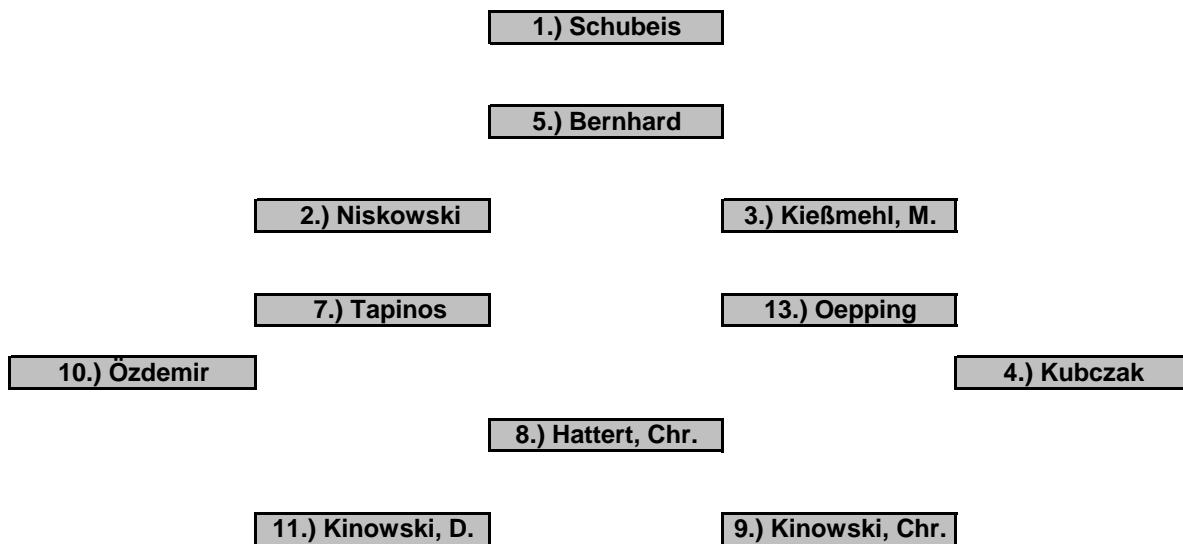 1.) Schubeis
5.) Bernhard
2.) Niskowski
3.) Kießmehl, M.
7.) Tapinos
13.) Oepping
10.) Özdemir
4.) Kubczak
8.) Hattert, Chr.
11.) Kinowski, D.
9.) Kinowski, Chr.